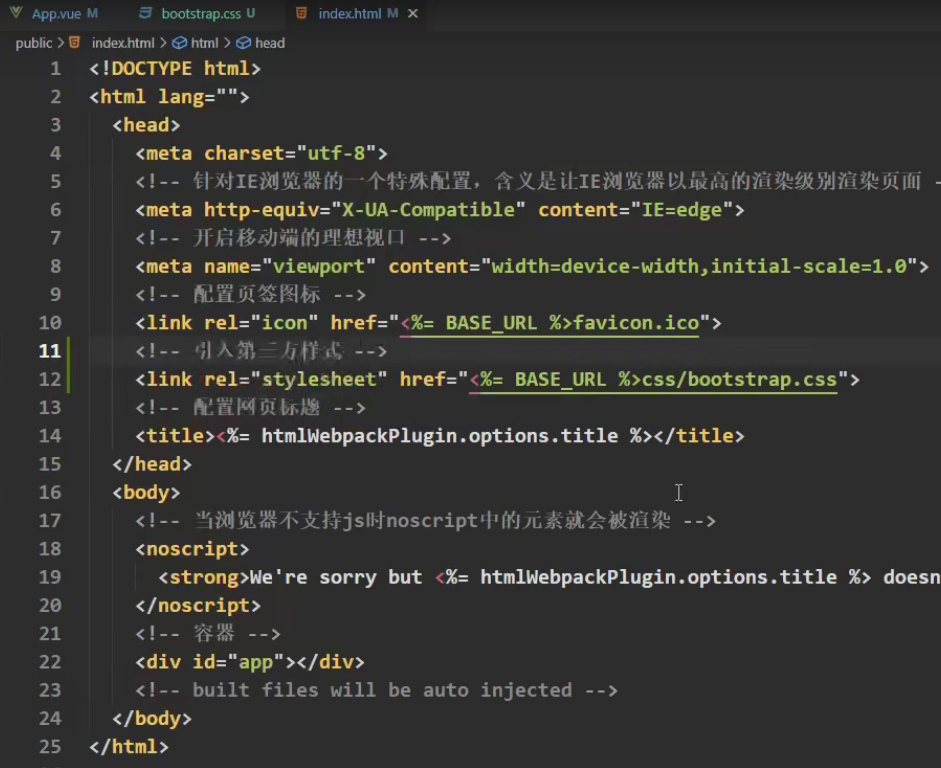 App.vue M bootstrap.css U index.html M
public > index.html > html > head
1 <!DOCTYPE html>
2 <html lang="">
3 <head>
4 <meta charset="utf-8">
5 <!-- 针对IE浏览器的一个特殊配置，含义是让IE浏览器以最高的渲染级别渲染页面 -
6 <meta http-equiv="X-UA-Compatible" content="IE=edge">
7 <!-- 开启移动端的理想视口 -->
8 <meta name="viewport" content="width=device-width,initial-scale=1.0">
9 <!-- 配置页签图标 -->
10 <link rel="icon" href="<%= BASE_URL %>favicon.ico">
11 <!-- 引入第三方样式 -->
12 <link rel="stylesheet" href="<%= BASE_URL %>css/bootstrap.css">
13 <!-- 配置网页标题 -->
14 <title><%= htmlWebpackPlugin.options.title %></title>
15 </head>
16 <body>
17 <!-- 当浏览器不支持js时noscript中的元素就会被渲染 -->
18 <noscript>
19 <strong>We're sorry but <%= htmlWebpackPlugin.options.title %> doesn
20 </noscript>
21 <!-- 容器 -->
22 <div id="app"></div>
23 <!-- built files will be auto injected -->
24 </body>
25 </html>